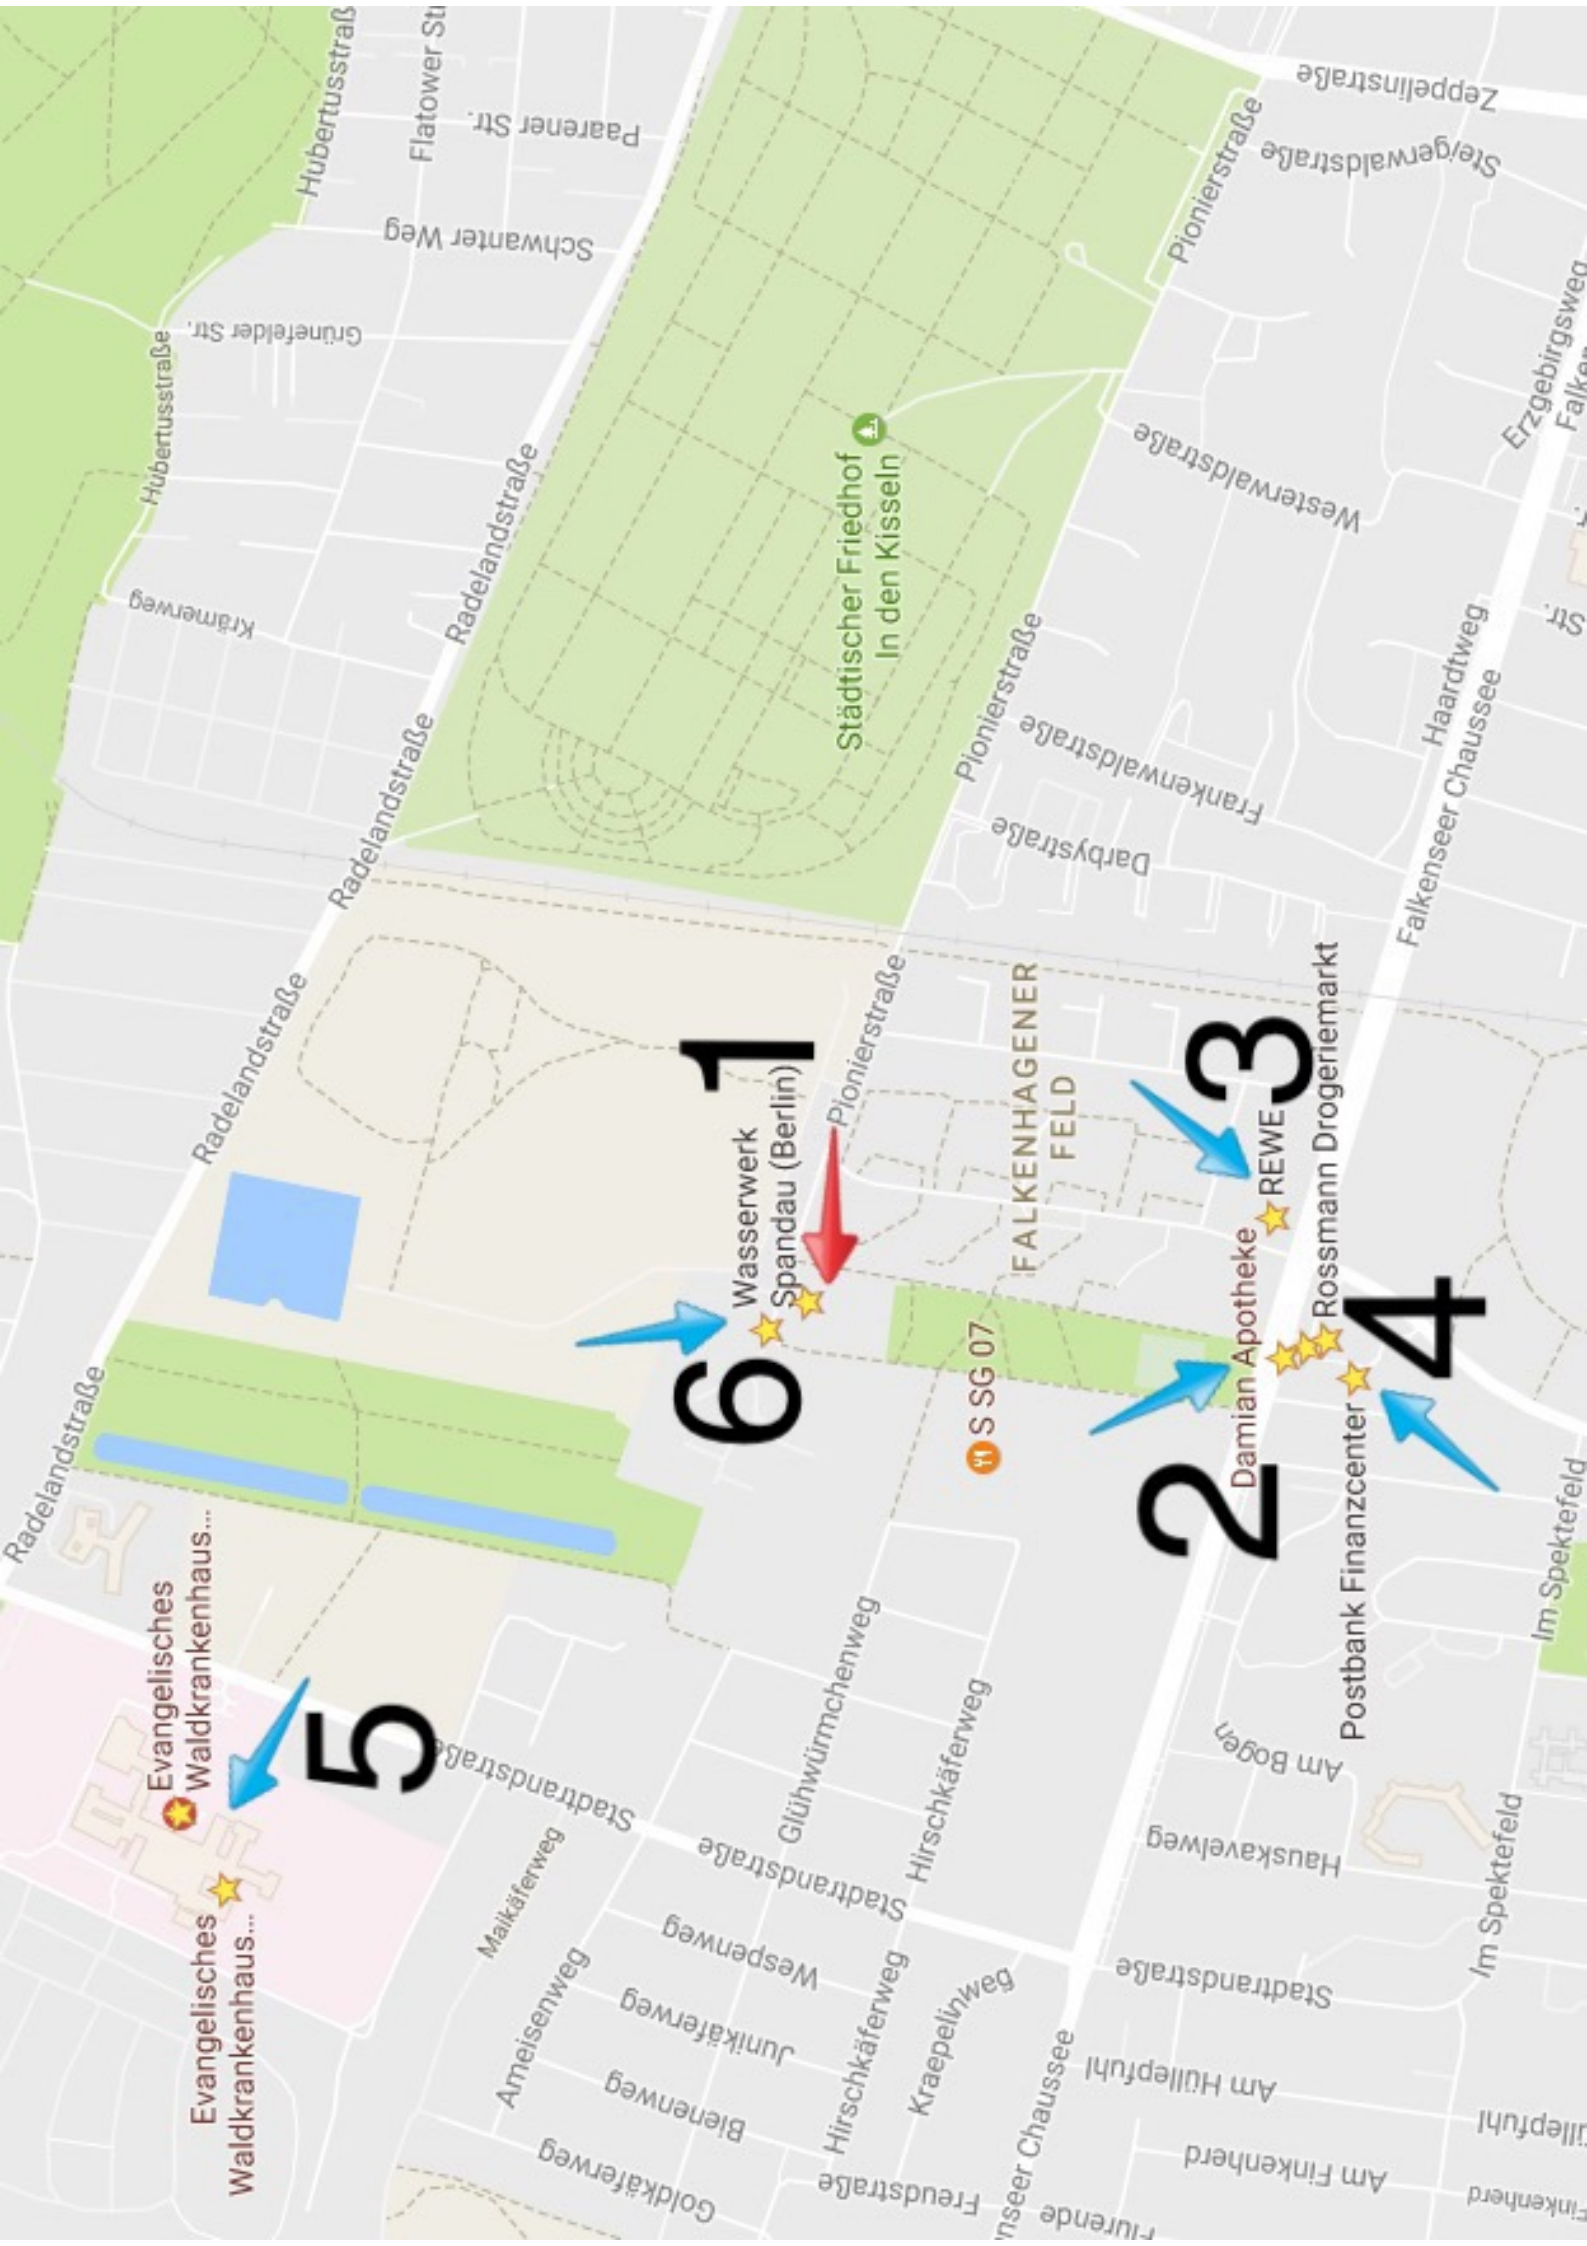 Radelandstraße
Radelandstraße
Radelandstraße
Radelandstraße
Radelandstraße
Hubertusstraße
Hubertusstraß
Krämerweg
Grünefelder Str.
Schwanter Weg
Flatower St
Paarener Str.
Evangelisches
Waldkrankenhaus...
Evangelisches
Waldkrankenhaus...
5
Stadtrandstraße
Stadtrandstraße
Stadtrandstraße
Maikäferweg
Ameisenweg
Goldkäferweg
Bienenweg
Junikäferweg
Wespenweg
Glühwürmchenweg
Hirschkäferweg
Hirschkäferweg
Kraepelinweg
Freudstraße
Flurende
6
Wasserwerk
Spandau (Berlin)
1
Städtischer Friedhof
In den Kisseln
Pionierstraße
Pionierstraße
Pionierstraße
S SG 07
FALKENHAGENER
FELD
Darbystraße
Frankenwaldstraße
Westerwaldstraße
Steigerwaldstraße
Zeppelinstraße
nseer Chaussee
2
Damian Apotheke
REWE
3
Rossmann Drogeriemarkt
Postbank Finanzcenter
4
Falkenseer Chaussee
Haardtweg
Erzgebirgsweg
Falken
Str.
Am Hüllepfuhl
Am Finkenherd
Hauskavelweg
Am Bogen
Im Spektefeld
Im Spektefeld
üllepfuhl
Finkenherd